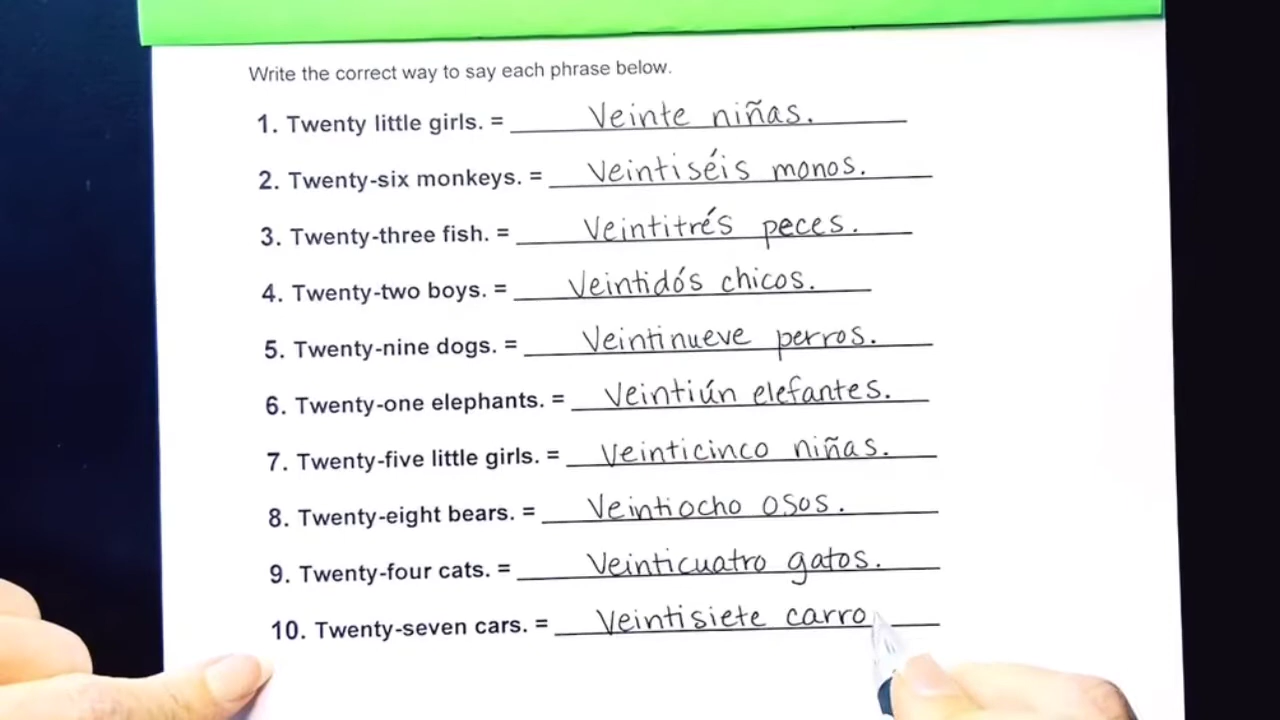 Write the correct way to say each phrase below.
1. Twenty little girls. = Veinte niñas.
2. Twenty-six monkeys. = Veintiséis monos.
3. Twenty-three fish. = Veintitrés peces.
4. Twenty-two boys. = Veintidós chicos.
5. Twenty-nine dogs. = Veintinueve perros.
6. Twenty-one elephants. = Veintiún elefantes.
7. Twenty-five little girls. = Veinticinco niñas.
8. Twenty-eight bears. = Veintiocho osos.
9. Twenty-four cats. = Veinticuatro gatos.
10. Twenty-seven cars. = Veintisiete carro